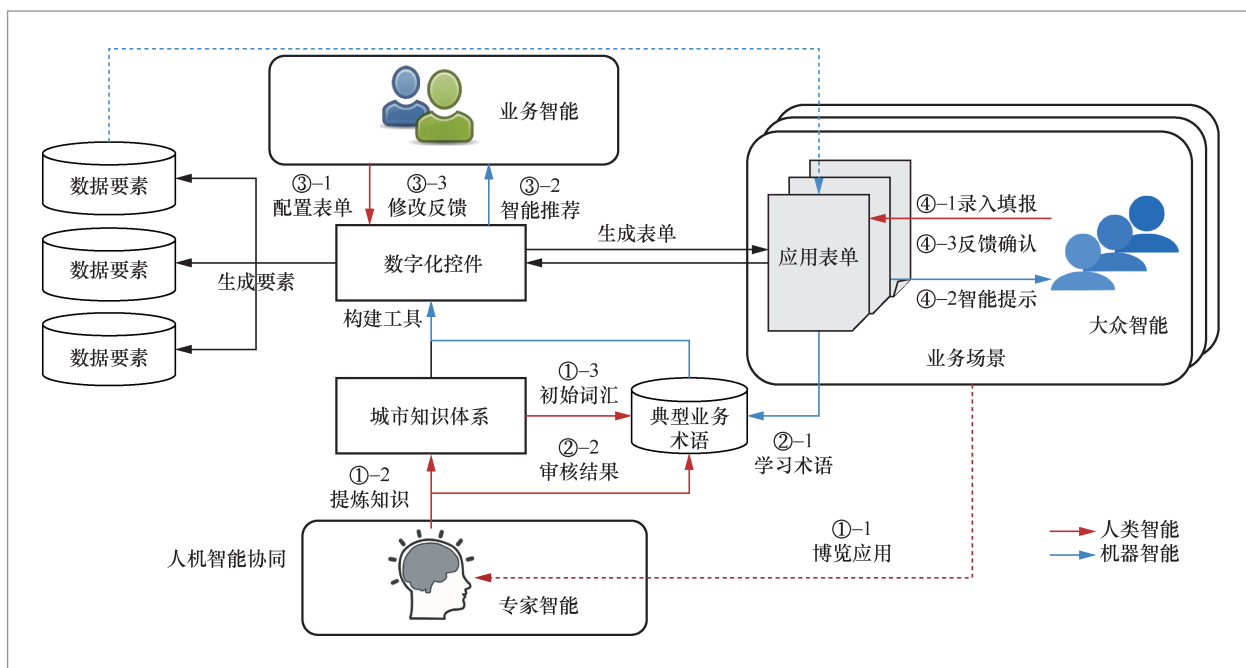 业务智能
数据要素
③-1
配置表单
③-3
修改反馈
③-2
智能推荐
④-1录入填报
生成表单
④-3反馈确认
应用表单
数据要素
生成要素
数字化控件
④-2智能提示
构建工具
大众智能
数据要素
业务场景
①-3
初始词汇
城市知识体系
典型业务
术语
②-1
学习术语
②-2
审核结果
①-2
提炼知识
①-1
博览应用
人类智能
机器智能
人机智能协同
专家智能